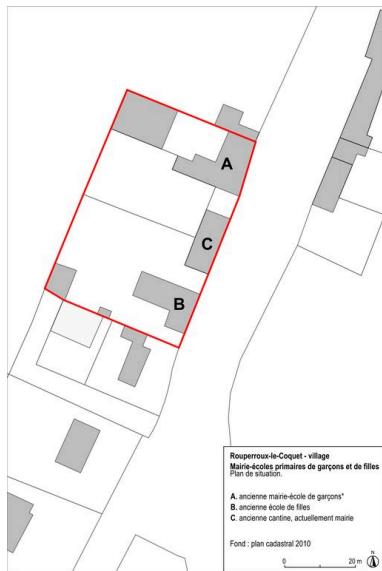 A
C
B
Rouperroux-le-Coquet - village
Mairie-écoles primaires de garçons et de filles
Plan de situation.
A. ancienne mairie-école de garçons*
B. ancienne école de filles
C. ancienne cantine, actuellement mairie
Fond : plan cadastral 2010
0 20 m N